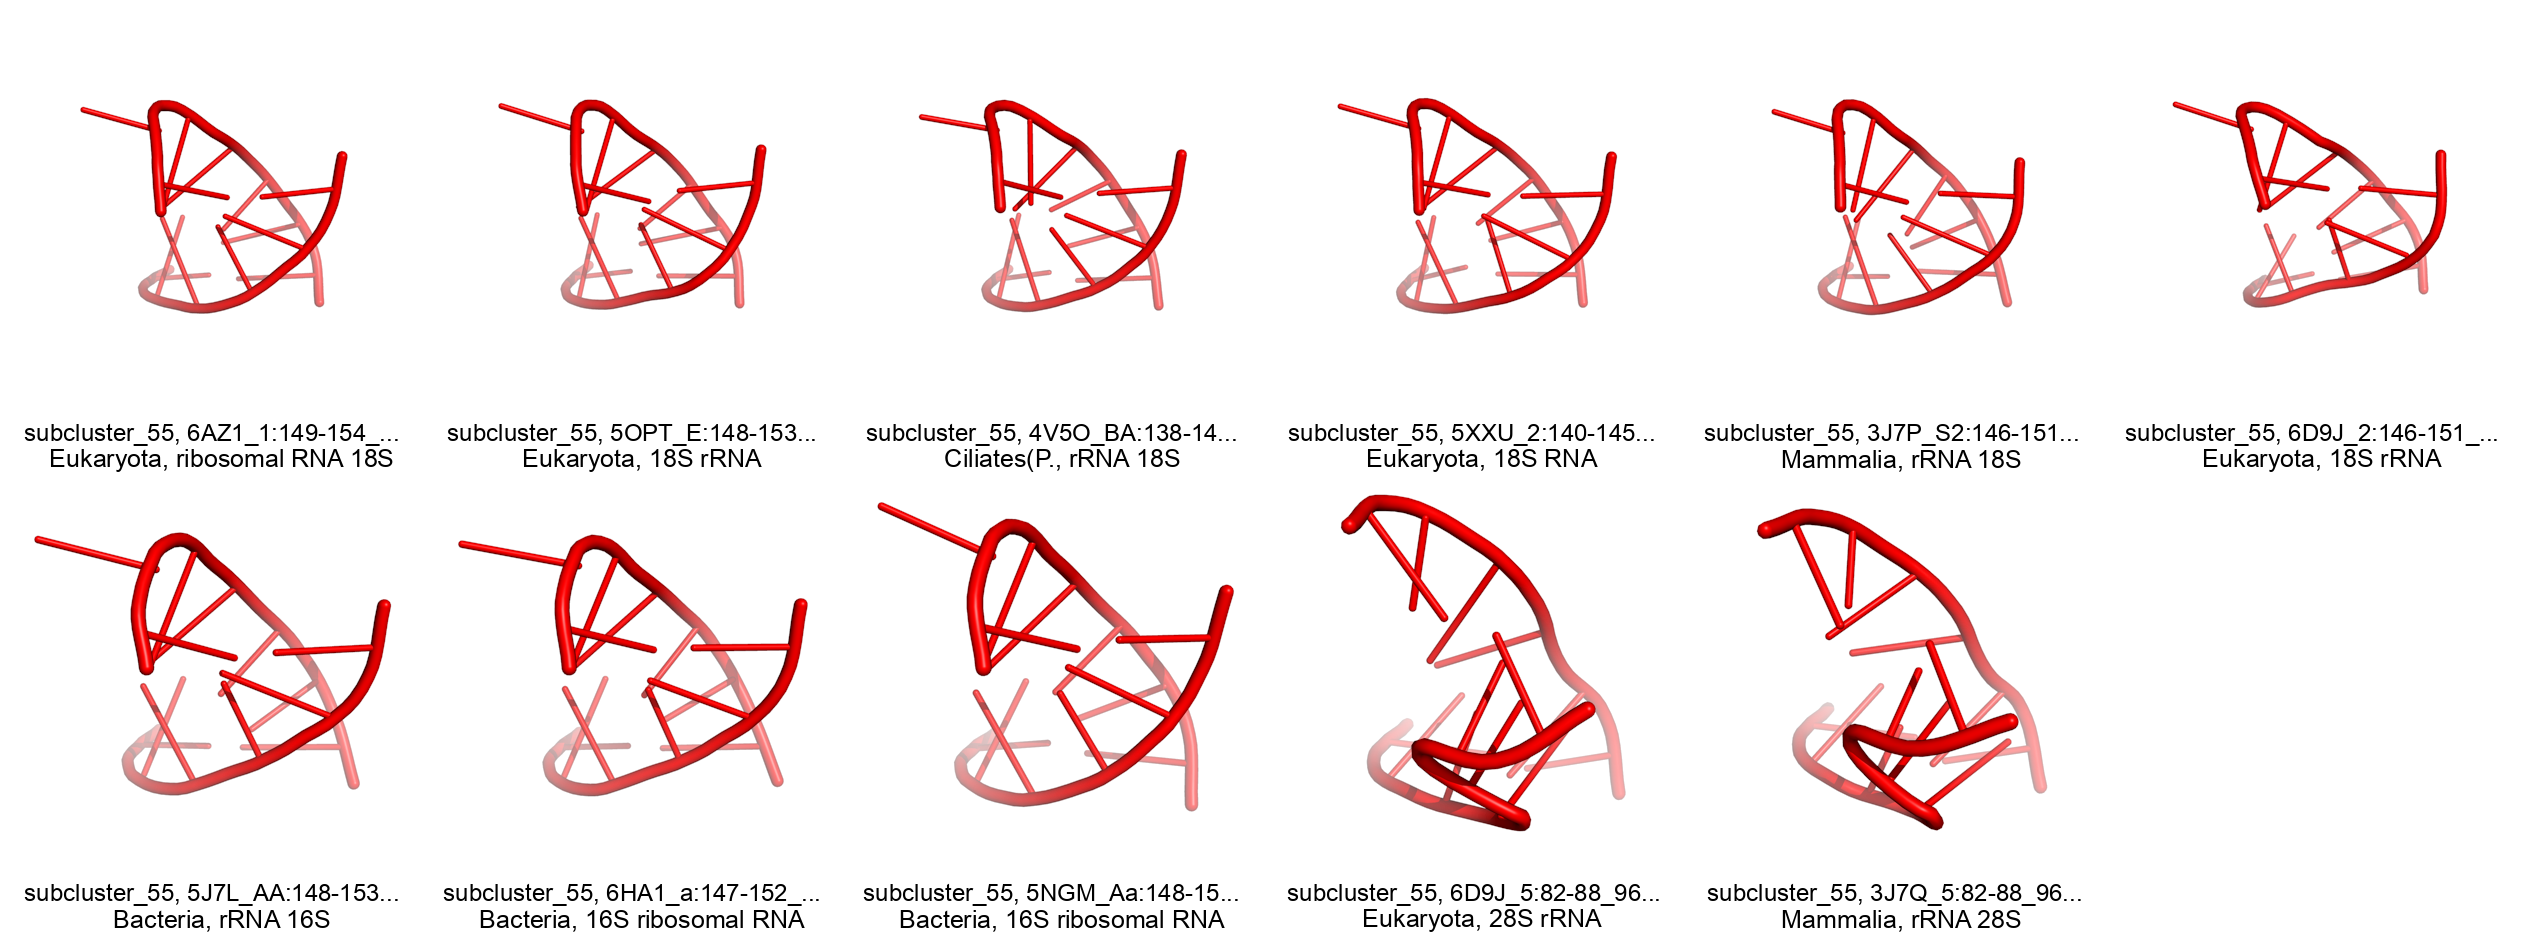 subcluster_55, 6AZ1_1:149-154_...
Eukaryota, ribosomal RNA 18S
subcluster_55, 5OPT_E:148-153...
Eukaryota, 18S rRNA
subcluster_55, 4V5O_BA:138-14...
Ciliates(P., rRNA 18S
subcluster_55, 5XXU_2:140-145...
Eukaryota, 18S RNA
subcluster_55, 3J7P_S2:146-151...
Mammalia, rRNA 18S
subcluster_55, 6D9J_2:146-151_...
Eukaryota, 18S rRNA
subcluster_55, 5J7L_AA:148-153...
Bacteria, rRNA 16S
subcluster_55, 6HA1_a:147-152_...
Bacteria, 16S ribosomal RNA
subcluster_55, 5NGM_Aa:148-15...
Bacteria, 16S ribosomal RNA
subcluster_55, 6D9J_5:82-88_96...
Eukaryota, 28S rRNA
subcluster_55, 3J7Q_5:82-88_96...
Mammalia, rRNA 28S